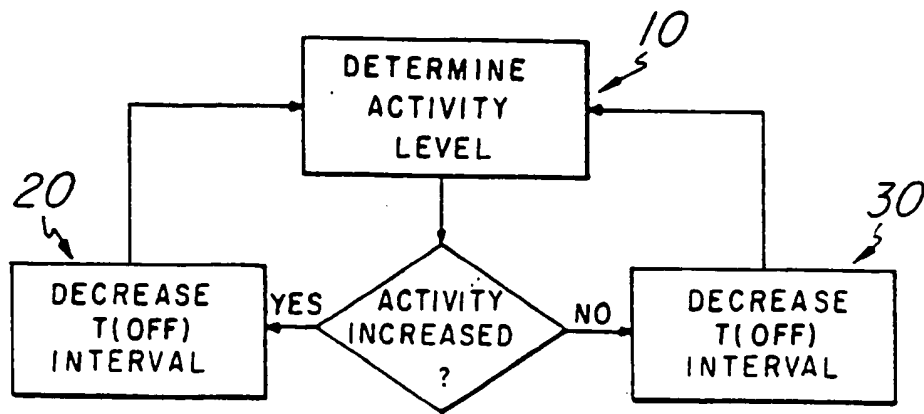 10
DETERMINE
ACTIVITY
LEVEL
20
30
DECREASE
T(OFF)
INTERVAL
YES
ACTIVITY
INCREASED
?
NO
DECREASE
T(OFF)
INTERVAL